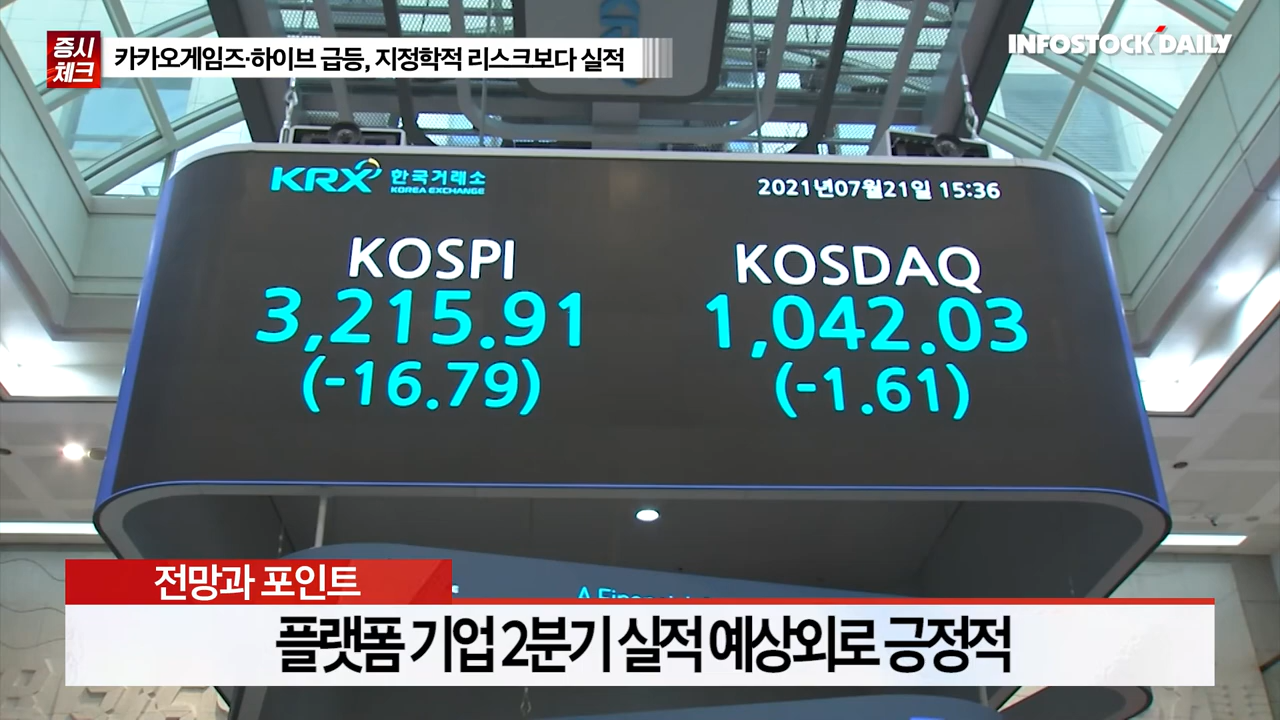 증시
체크
카카오게임즈·하이브 급등, 지정학적 리스크보다 실적
INFOSTOCK DAILY
KRX
KRX 한국거래소
KOREA EXCHANGE
2021년07월21일 15:36
KOSPI
3,215.91
(-16.79)
KOSDAQ
1,042.03
(-1.61)
전망과 포인트
플랫폼 기업 2분기 실적 예상외로 긍정적